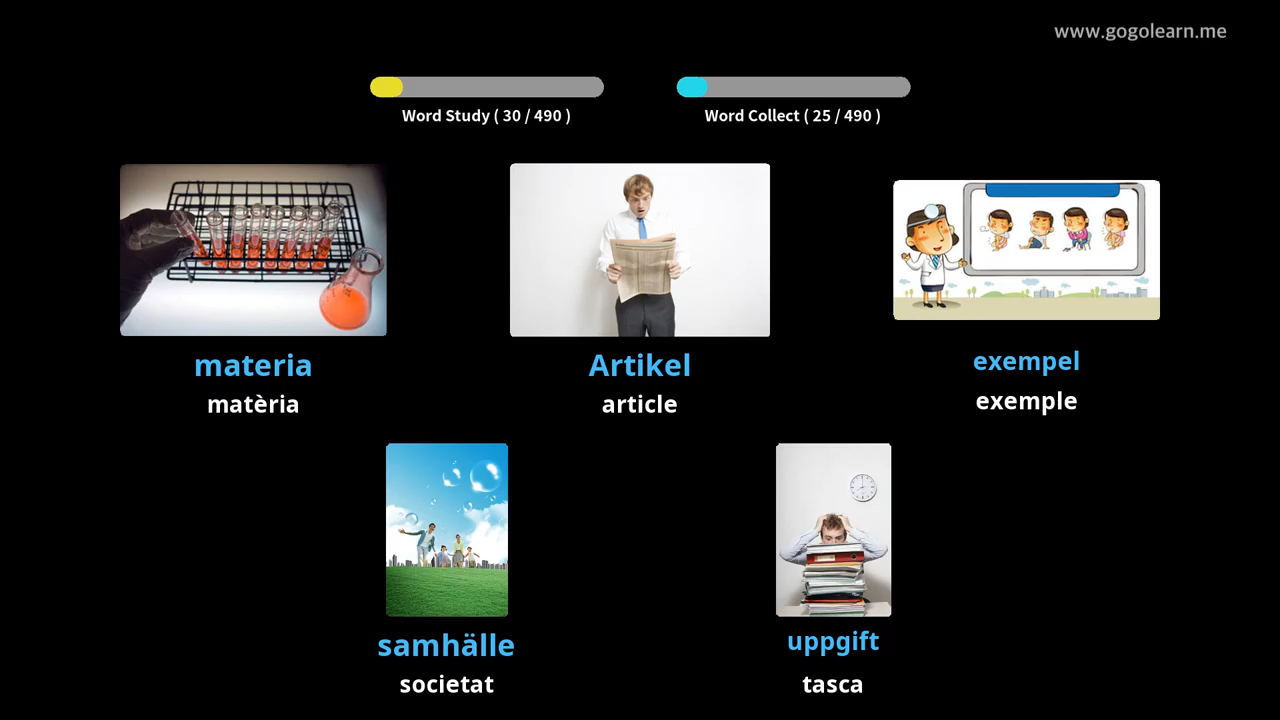 www.gogolearn.me
Word Study ( 30 / 490 )
Word Collect ( 25 / 490 )
materia
matèria
Artikel
article
exempel
exemple
samhälle
societat
uppgift
tasca